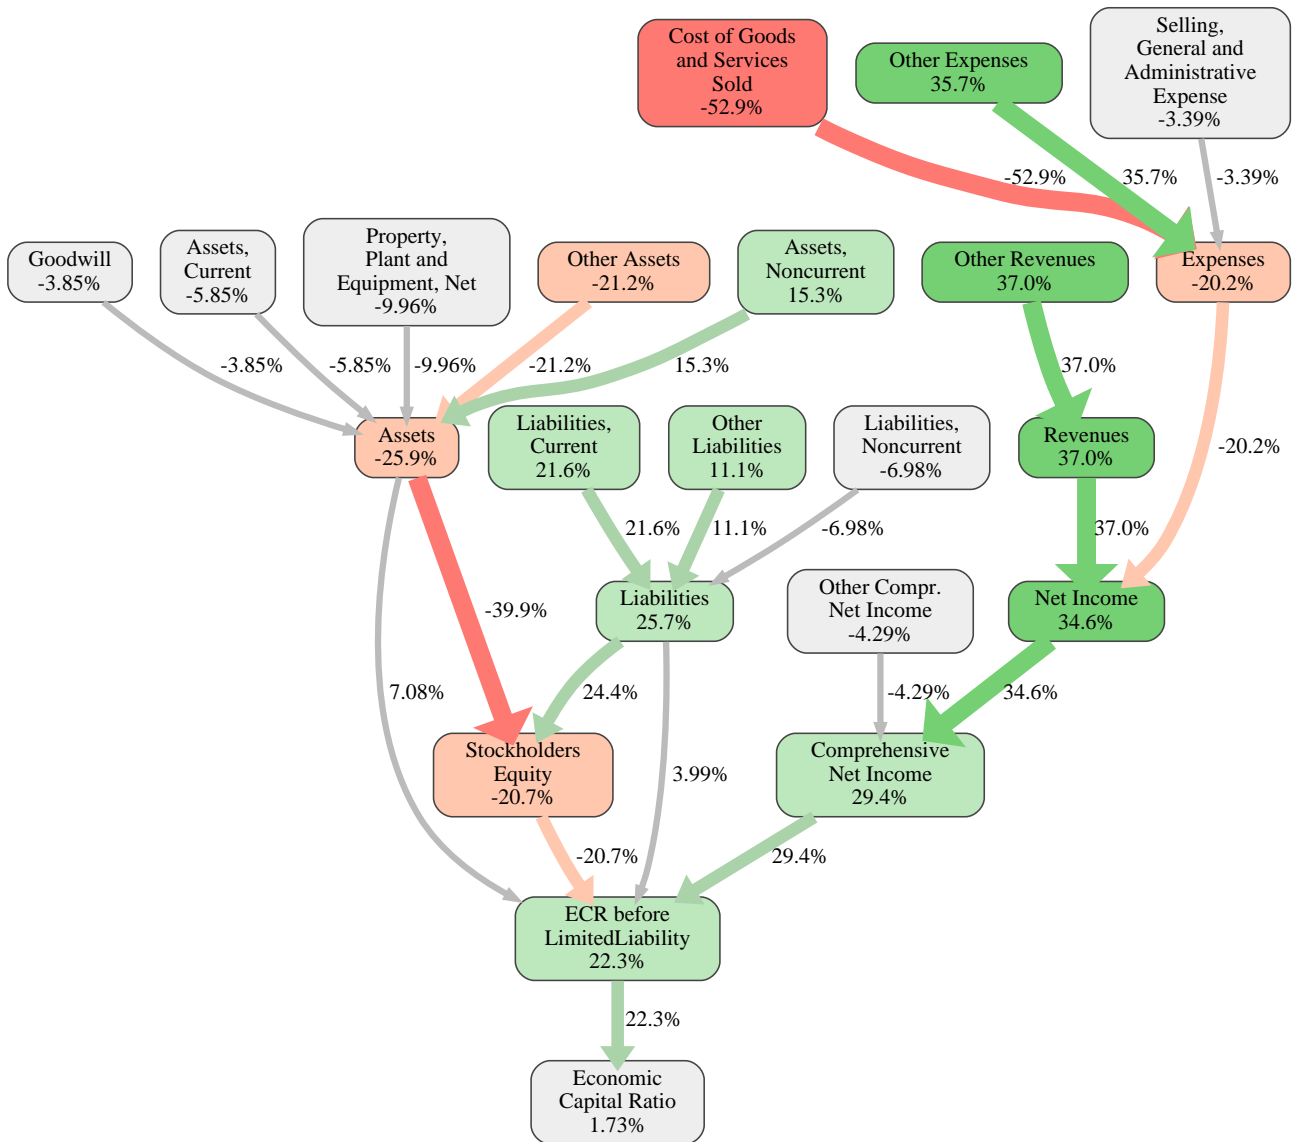 Cost of Goods
and Services
Sold
-52.9%
Other Expenses
35.7%
Selling,
General and
Administrative
Expense
-3.39%
-52.9%
35.7%
-3.39%
Goodwill
-3.85%
Assets,
Current
-5.85%
Property,
Plant and
Equipment, Net
-9.96%
Other Assets
-21.2%
Assets,
Noncurrent
15.3%
Other Revenues
37.0%
Expenses
-20.2%
-3.85%
-5.85%
-9.96%
-21.2%
15.3%
37.0%
Assets
-25.9%
Liabilities,
Current
21.6%
Other
Liabilities
11.1%
Liabilities,
Noncurrent
-6.98%
Revenues
37.0%
-20.2%
21.6%
11.1%
-6.98%
37.0%
-39.9%
Liabilities
25.7%
Other Compr.
Net Income
-4.29%
Net Income
34.6%
7.08%
24.4%
-4.29%
34.6%
Stockholders
Equity
-20.7%
3.99%
Comprehensive
Net Income
29.4%
-20.7%
29.4%
ECR before
LimitedLiability
22.3%
22.3%
Economic
Capital Ratio
1.73%